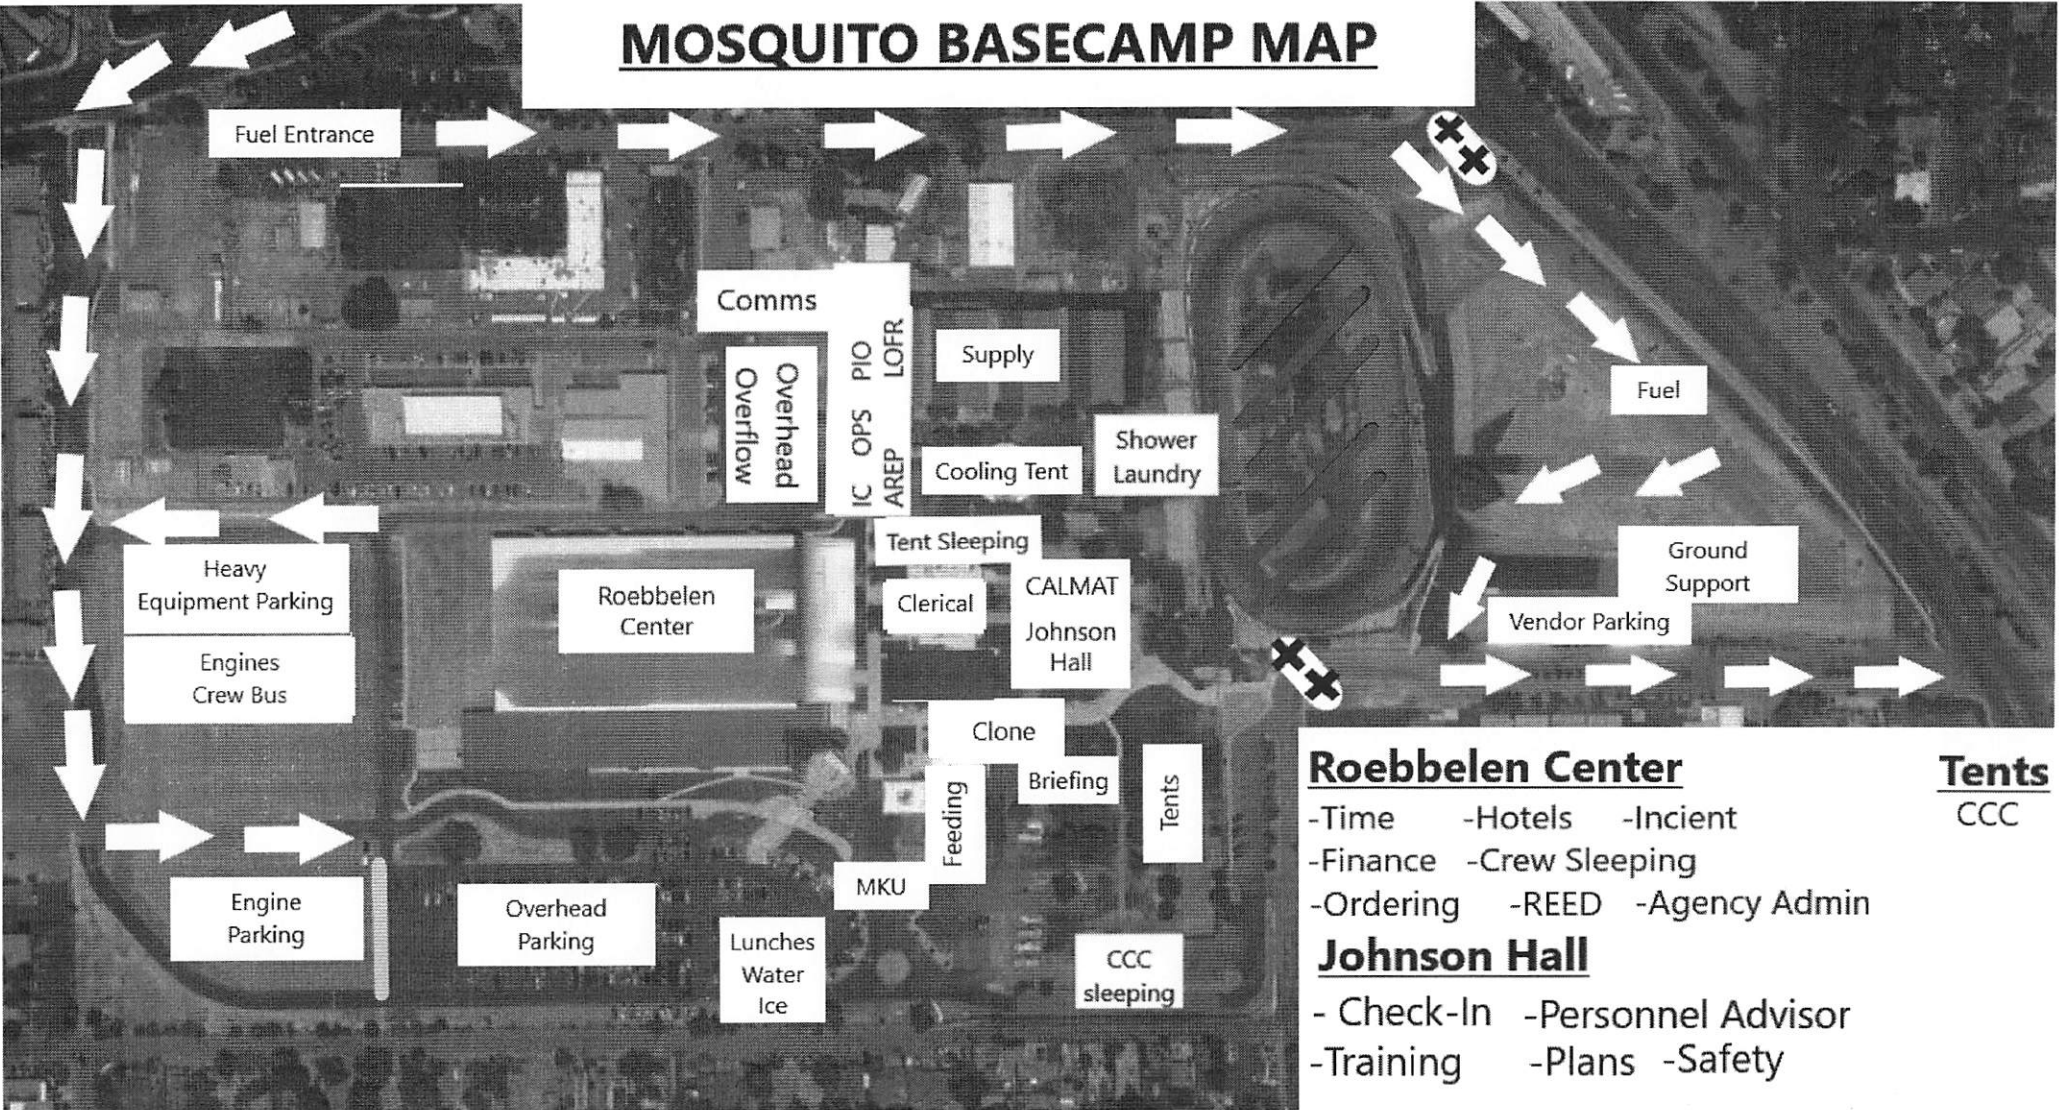 MOSQUITO BASECAMP MAP
Fuel Entrance
Comms
PIO
LOFR
OPS
IC
AREP
Overhead
Overflow
Supply
Fuel
Shower
Laundry
Cooling Tent
Tent Sleeping
Ground
Support
Heavy
Equipment Parking
Roebbelen
Center
Clerical
CALMAT
Johnson
Hall
Vendor Parking
Engines
Crew Bus
Clone
Briefing
Tents
Feeding
MKU
Engine
Parking
Overhead
Parking
Lunches
Water
Ice
CCC
sleeping
Roebbelen Center
-Time -Hotels -Incient
-Finance -Crew Sleeping
-Ordering -REED -Agency Admin
Tents
CCC
Johnson Hall
- Check-In -Personnel Advisor
-Training -Plans -Safety